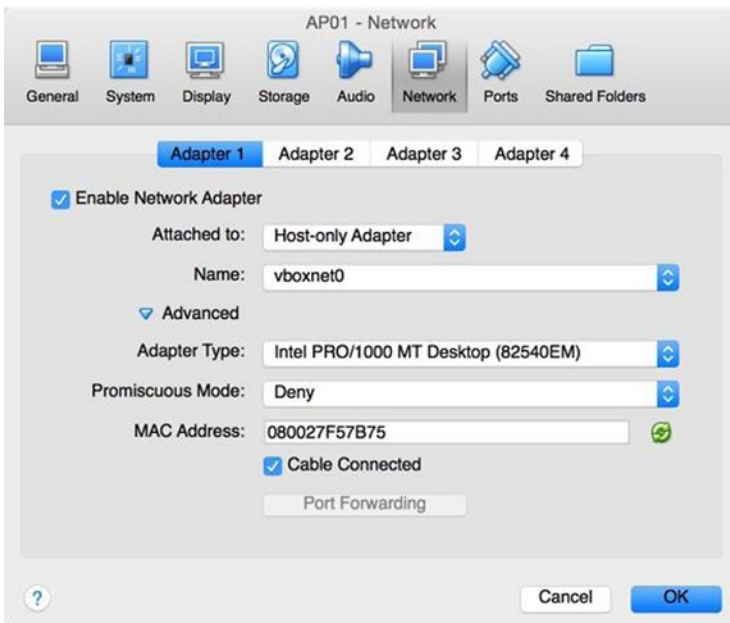 AP01 - Network
General System Display Storage Audio Network Ports Shared Folders
Adapter 1 Adapter 2 Adapter 3 Adapter 4
Enable Network Adapter
Attached to: Host-only Adapter
Name: vboxnet0
Advanced
Adapter Type: Intel PRO/1000 MT Desktop (82540EM)
Promiscuous Mode: Deny
MAC Address: 080027F57B75
Cable Connected
Port Forwarding
? Cancel OK